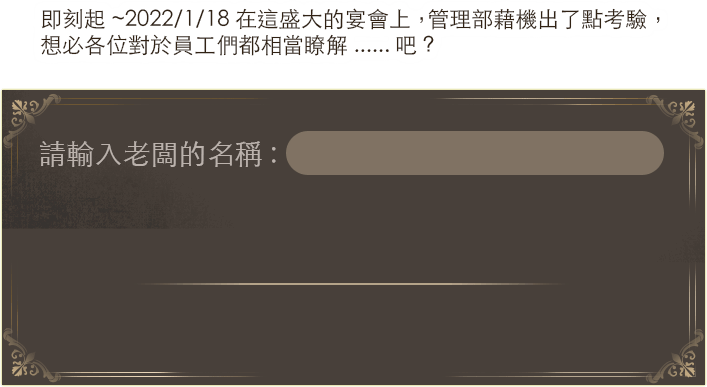 即刻起 ~2022/1/18 在這盛大的宴會上，管理部藉機出了點考驗，
想必各位對於員工們都相當瞭解 ...... 吧？
請輸入老闆的名稱：